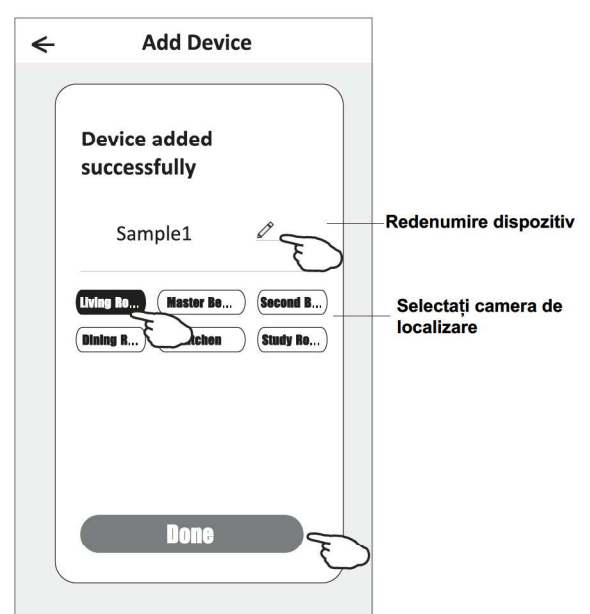 Add Device
Device added
successfully
Sample1
Redenumire dispozitiv
Living Ro...
Master Be...
Second B...
Selectați camera de
localizare
Dining R...
tchen
Study Ro...
Done